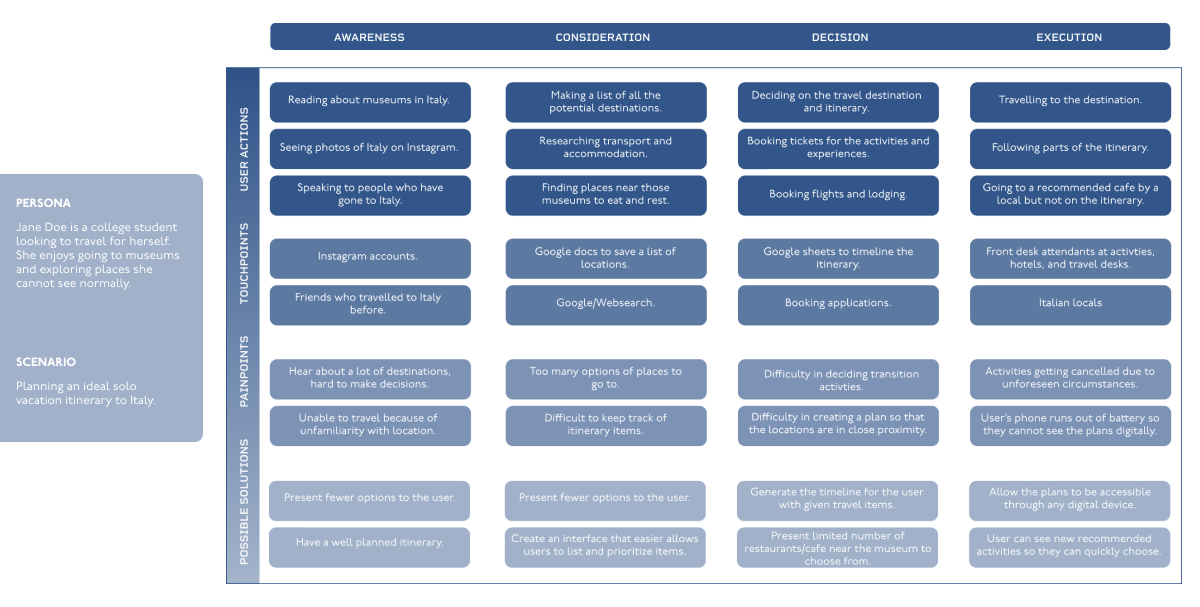 AWARENESS
CONSIDERATION
DECISION
EXECUTION
PERSONA
Jane Doe is a college student
looking to travel for herself.
She enjoys going to museums
and exploring places she
cannot see normally.
SCENARIO
Planning an ideal solo
vacation itinerary to Italy.
USER ACTIONS
Reading about museums in Italy.
Making a list of all the
potential destinations.
Deciding on the travel destination
and itinerary.
Travelling to the destination.
Seeing photos of Italy on Instagram.
Researching transport and
accommodation.
Booking tickets for the activities and
experiences.
Following parts of the itinerary.
Speaking to people who have
gone to Italy.
Finding places near those
museums to eat and rest.
Booking flights and lodging.
Going to a recommended cafe by a
local but not on the itinerary.
TOUCHPOINTS
Instagram accounts.
Google docs to save a list of
locations.
Google sheets to timeline the
itinerary.
Front desk attendants at activties,
hotels, and travel desks.
Friends who travelled to Italy
before.
Google/Websearch.
Booking applications.
Italian locals
PAINPOINTS
Hear about a lot of destinations,
hard to make decisions.
Too many options of places to
go to.
Difficulty in deciding transition
activties.
Activities getting cancelled due to
unforeseen circumstances.
Unable to travel because of
unfamiliarity with location.
Difficult to keep track of
itinerary items.
Difficulty in creating a plan so that
the locations are in close proximity.
User's phone runs out of battery so
they cannot see the plans digitally.
POSSIBLE SOLUTIONS
Present fewer options to the user.
Present fewer options to the user.
Generate the timeline for the user
with given travel items.
Allow the plans to be accessible
through any digital device.
Have a well planned itinerary.
Create an interface that easier allows
users to list and prioritize items.
Present limited number of
restaurants/cafe near the museum to
choose from.
User can see new recommended
activities so they can quickly choose.